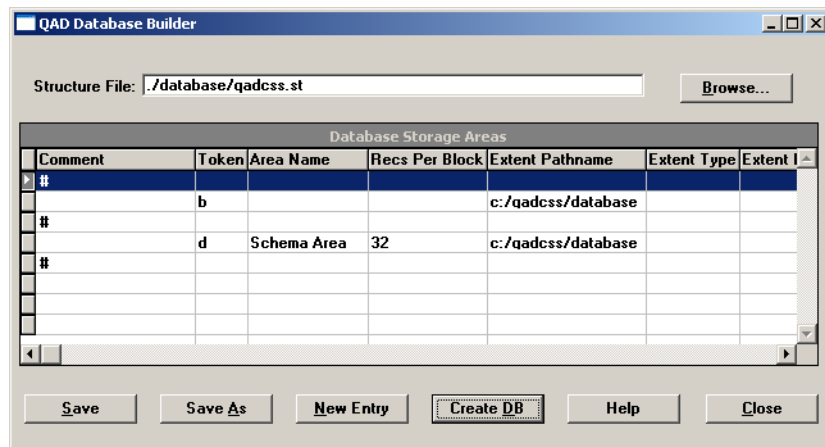 QAD Database Builder
Structure File: ./database/qadcss.st Browse...
Database Storage Areas
Comment Token Area Name Recs Per Block Extent Pathname Extent Type Extent
#
b c:/qadcss/database
#
d Schema Area 32 c:/qadcss/database
#
Save Save As New Entry Create DB Help Close